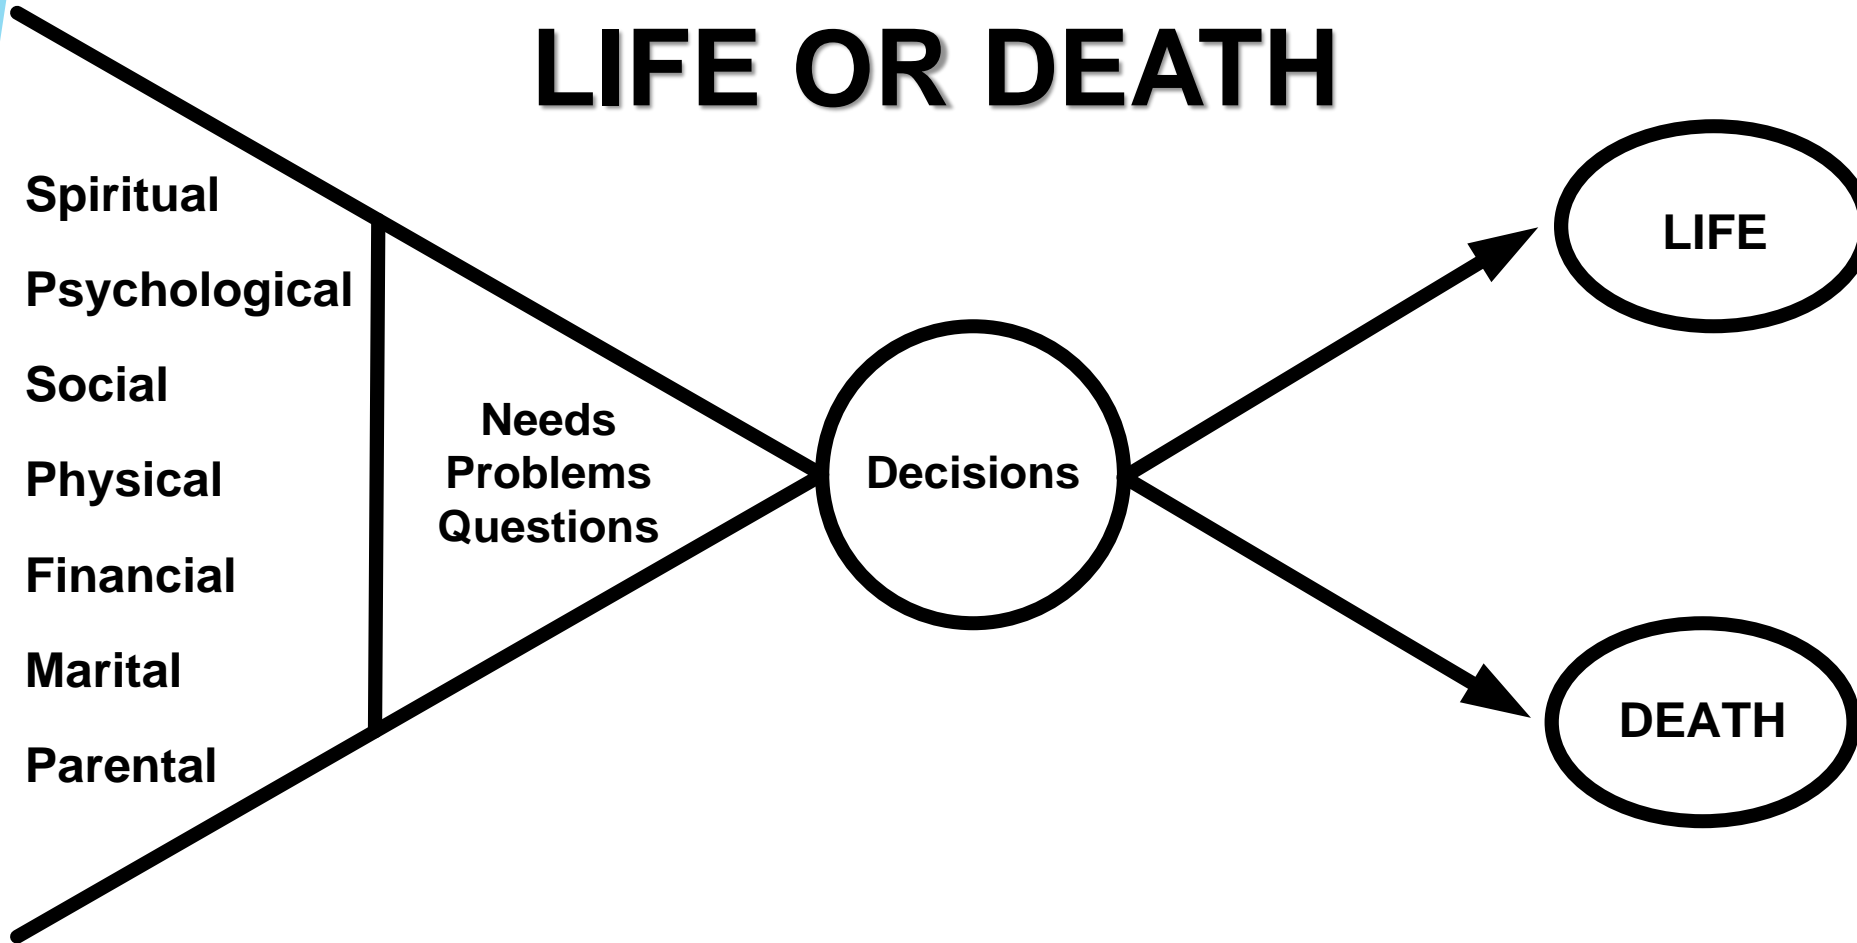 LIFE OR DEATH
Spiritual
Psychological
Social
Physical
Financial
Marital
Parental
Needs
Problems
Questions
Decisions
LIFE
DEATH